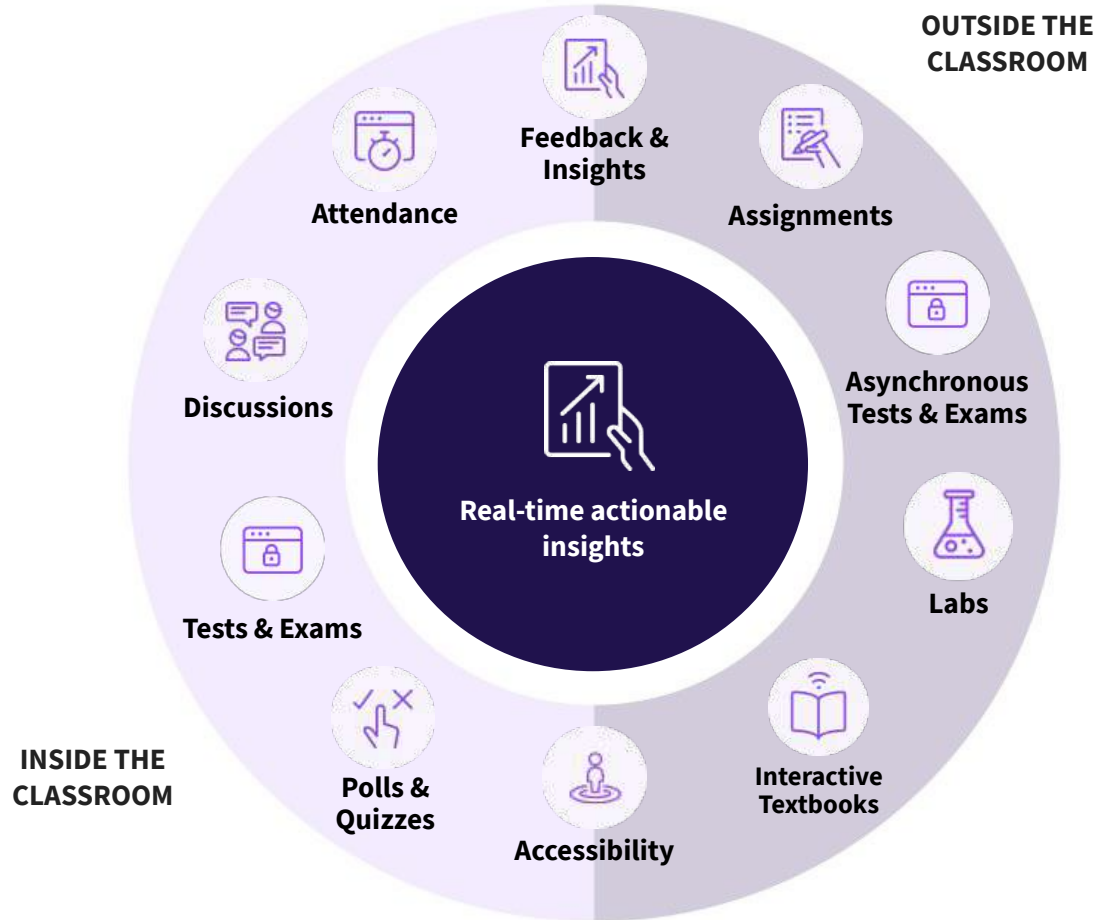 OUTSIDE THE
CLASSROOM
Feedback &
Insights
Attendance
Assignments
Discussions
Asynchronous
Tests & Exams
Real-time actionable
insights
Labs
Tests & Exams
INSIDE THE
CLASSROOM
Polls &
Quizzes
Interactive
Textbooks
Accessibility